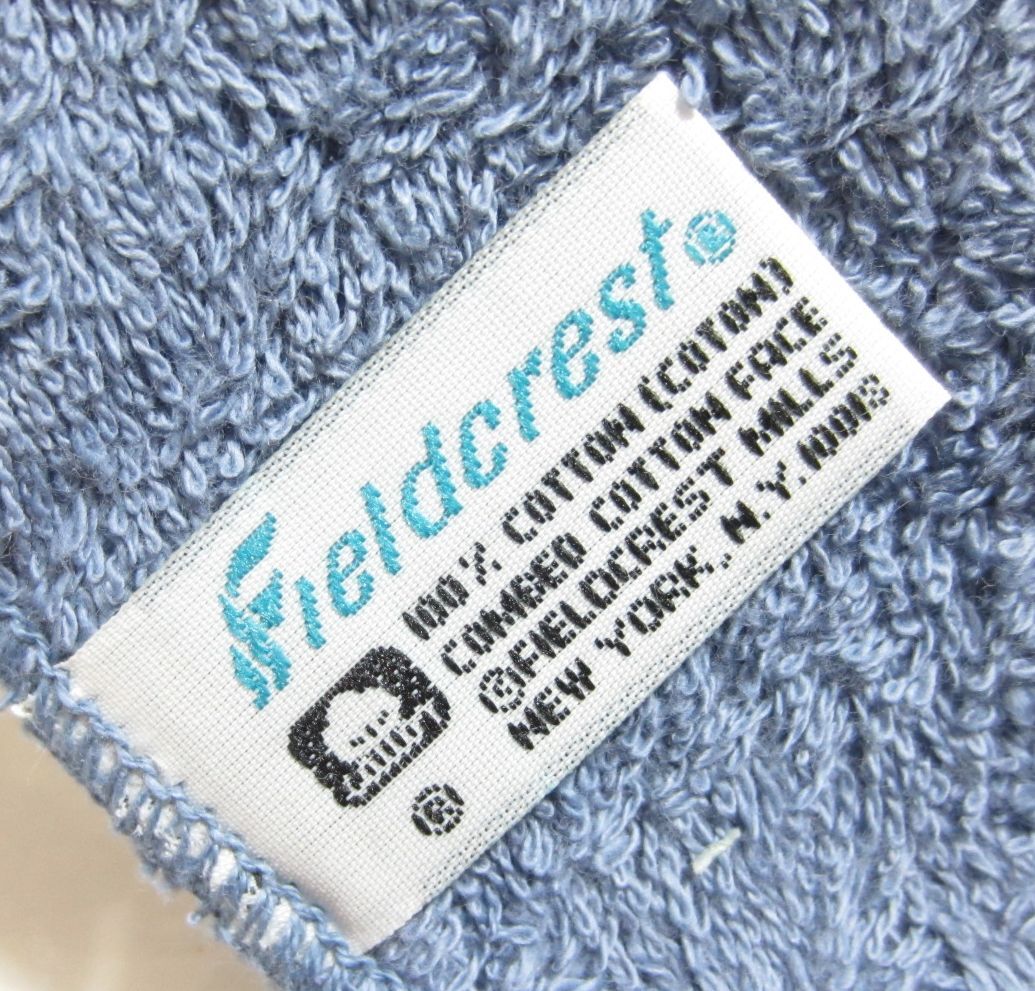 Fieldcrest®
100% COTTON (COTON)
COMBED COTTON FACE
©FIELDCREST MILLS
NEW YORK, N.Y. 10018
®